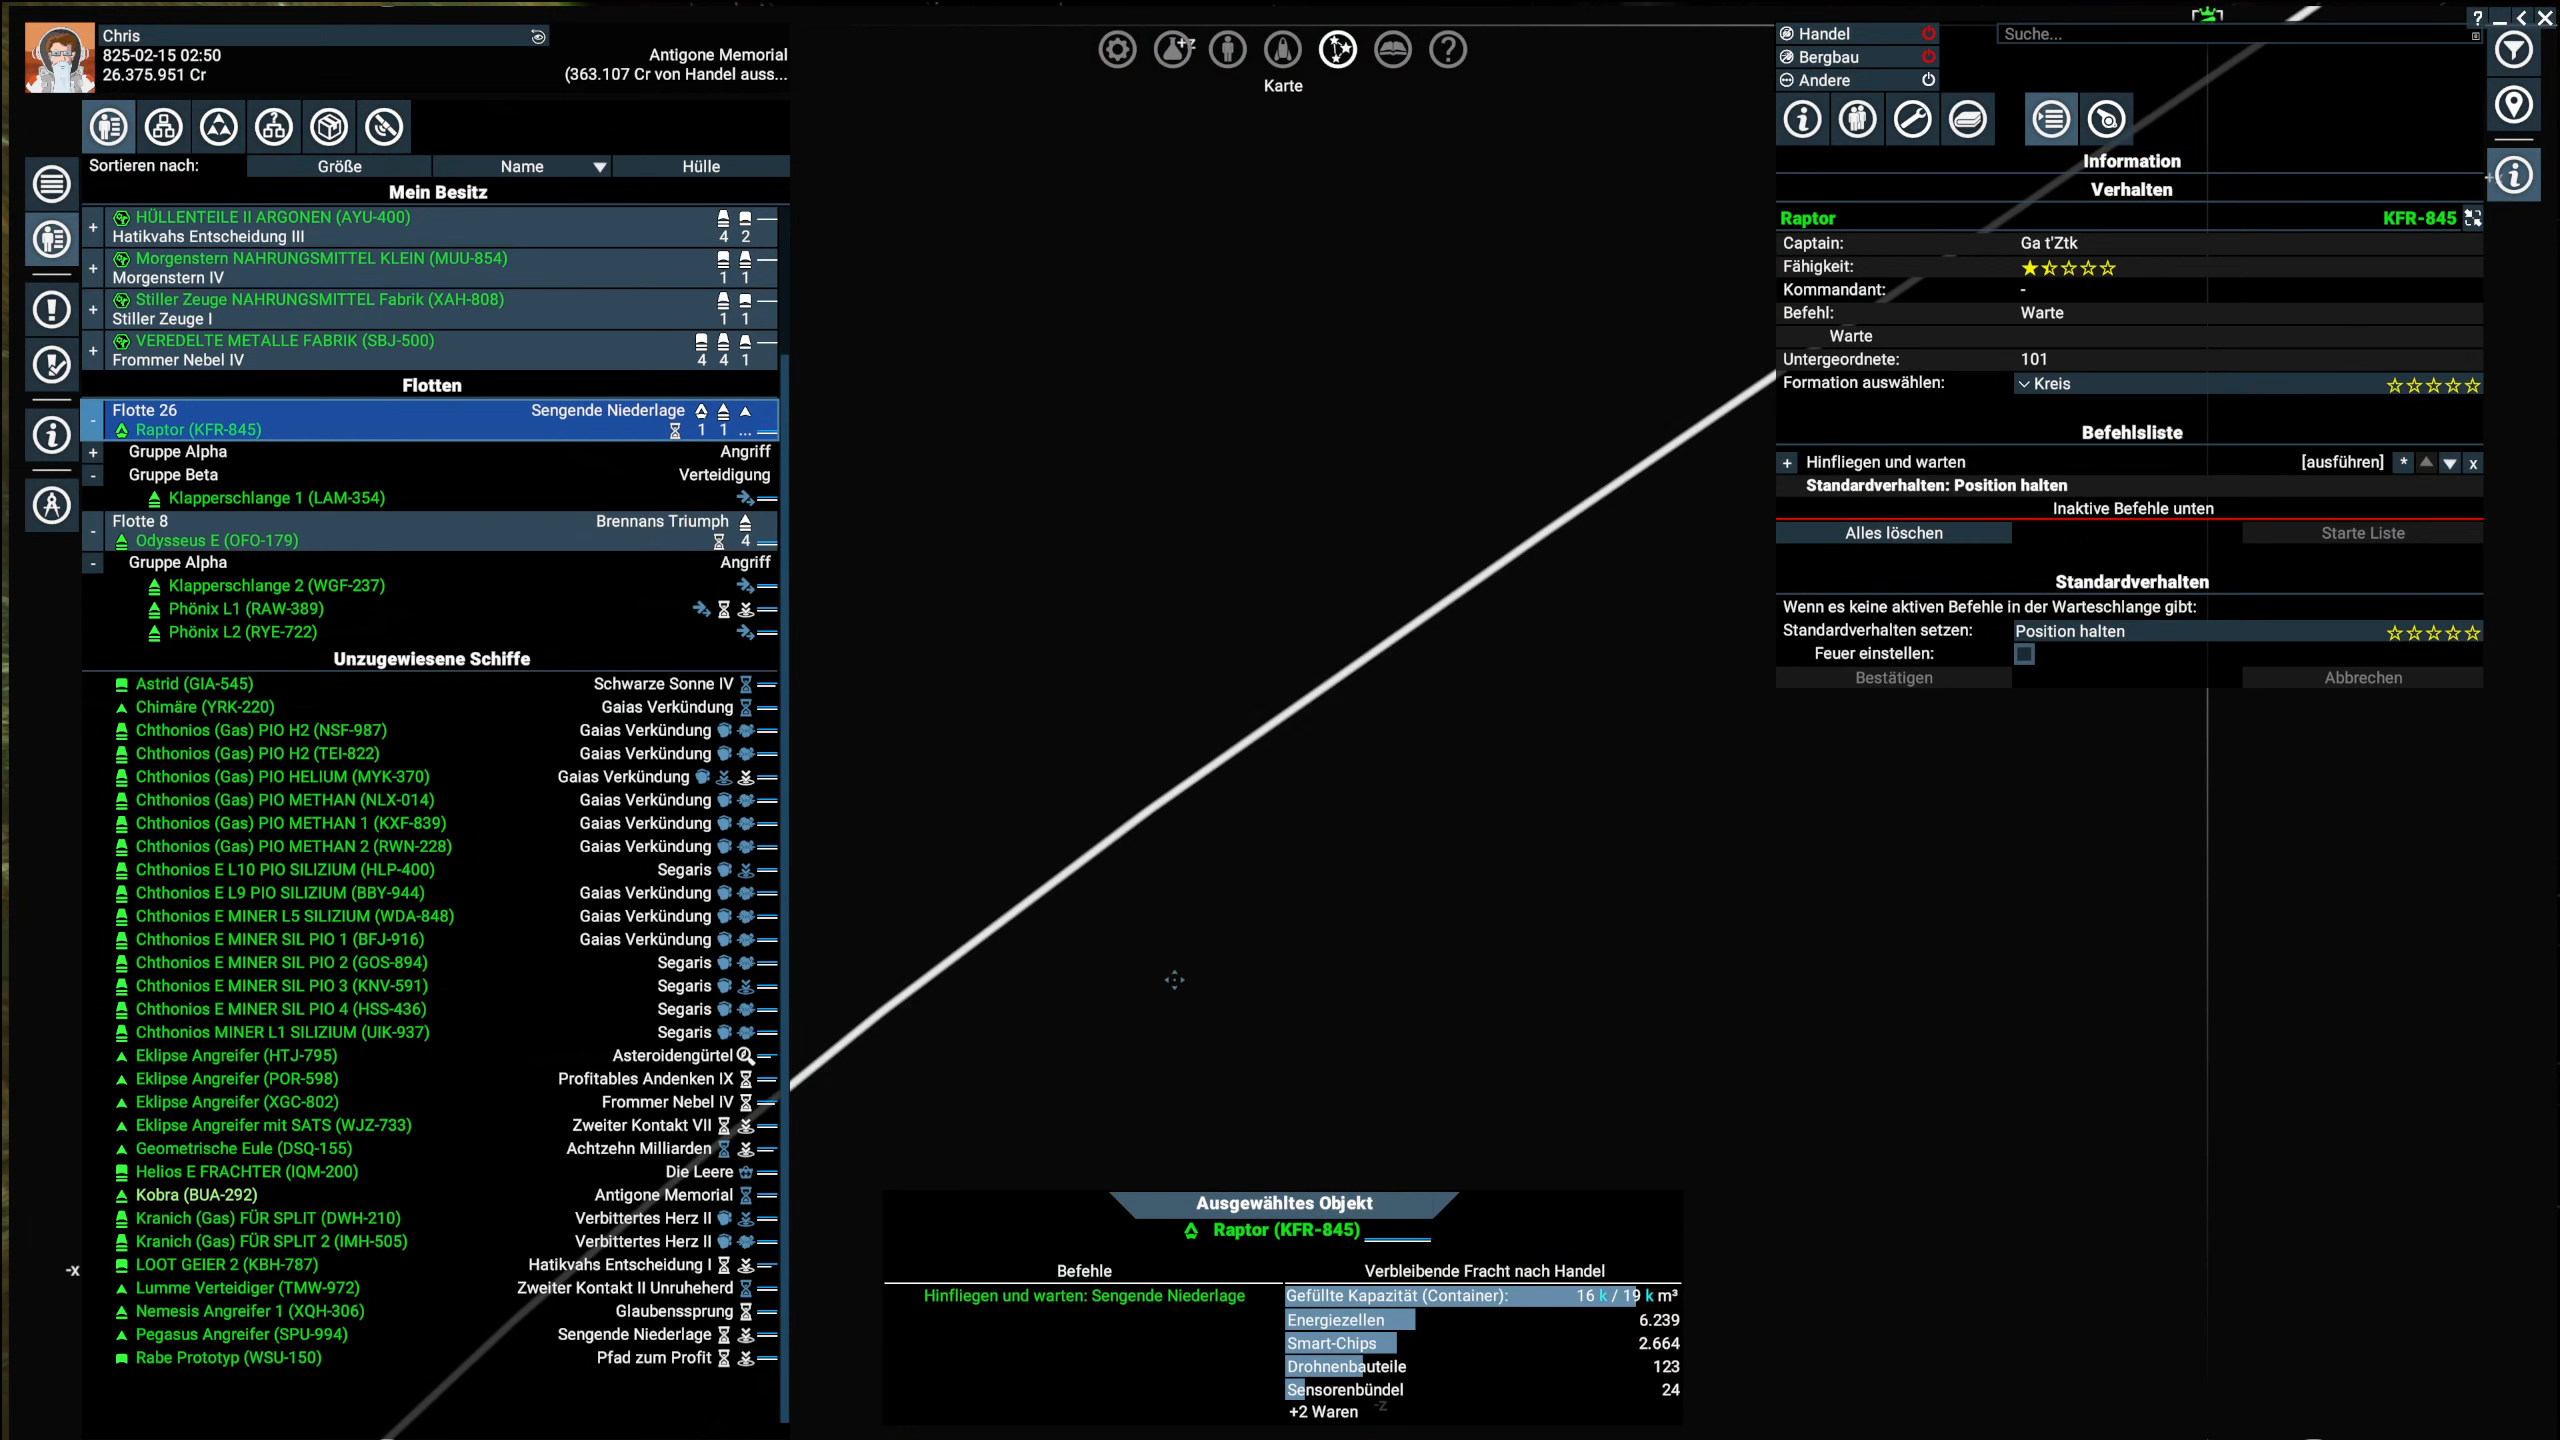 Chris
825-02-15 02:50
26.375.951 Cr
Antigone Memorial
(363.107 Cr von Handel auss...
Sortieren nach:
Größe
Name
Hülle
Mein Besitz
+ HÜLLENTEILE II ARGONEN (AYU-400)
Hatikvahs Entscheidung III 4 2
+ Morgenstern NAHRUNGSMITTEL KLEIN (MUU-854)
Morgenstern IV 1 1
+ Stiller Zeuge NAHRUNGSMITTEL Fabrik (XAH-808)
Stiller Zeuge I 1 1
+ VEREDELTE METALLE FABRIK (SBJ-500)
Frommer Nebel IV 4 4 1
Flotten
- Flotte 26 Sengende Niederlage
Raptor (KFR-845) 1 1 ...
+ Gruppe Alpha Angriff
- Gruppe Beta Verteidigung
Klapperschlange 1 (LAM-354)
- Flotte 8 Brennans Triumph
Odysseus E (OFO-179) 4
- Gruppe Alpha Angriff
Klapperschlange 2 (WGF-237)
Phönix L1 (RAW-389)
Phönix L2 (RYE-722)
Unzugewiesene Schiffe
Astrid (GIA-545) Schwarze Sonne IV
Chimäre (YRK-220) Gaias Verkündung
Chthonios (Gas) PIO H2 (NSF-987) Gaias Verkündung
Chthonios (Gas) PIO H2 (TEI-822) Gaias Verkündung
Chthonios (Gas) PIO HELIUM (MYK-370) Gaias Verkündung
Chthonios (Gas) PIO METHAN (NLX-014) Gaias Verkündung
Chthonios (Gas) PIO METHAN 1 (KXF-839) Gaias Verkündung
Chthonios (Gas) PIO METHAN 2 (RWN-228) Gaias Verkündung
Chthonios E L10 PIO SILIZIUM (HLP-400) Segaris
Chthonios E L9 PIO SILIZIUM (BBY-944) Gaias Verkündung
Chthonios E MINER L5 SILIZIUM (WDA-848) Gaias Verkündung
Chthonios E MINER SIL PIO 1 (BFJ-916) Gaias Verkündung
Chthonios E MINER SIL PIO 2 (GOS-894) Segaris
Chthonios E MINER SIL PIO 3 (KNV-591) Segaris
Chthonios E MINER SIL PIO 4 (HSS-436) Segaris
Chthonios MINER L1 SILIZIUM (UIK-937) Segaris
Eklipse Angreifer (HTJ-795) Asteroidengürtel
Eklipse Angreifer (POR-598) Profitables Andenken IX
Eklipse Angreifer (XGC-802) Frommer Nebel IV
Eklipse Angreifer mit SATS (WJZ-733) Zweiter Kontakt VII
Geometrische Eule (DSQ-155) Achtzehn Milliarden
Helios E FRACHTER (IQM-200) Die Leere
Kobra (BUA-292) Antigone Memorial
Kranich (Gas) FÜR SPLIT (DWH-210) Verbittertes Herz II
Kranich (Gas) FÜR SPLIT 2 (IMH-505) Verbittertes Herz II
LOOT GEIER 2 (KBH-787) Hatikvahs Entscheidung I
Lumme Verteidiger (TMW-972) Zweiter Kontakt II Unruheherd
Nemesis Angreifer 1 (XQH-306) Glaubenssprung
Pegasus Angreifer (SPU-994) Sengende Niederlage
Rabe Prototyp (WSU-150) Pfad zum Profit
-x
+z
Karte
Ausgewähltes Objekt
Raptor (KFR-845)
Befehle
Hinfliegen und warten: Sengende Niederlage
Verbleibende Fracht nach Handel
Gefüllte Kapazität (Container): 16 k / 19 k m³
Energiezellen 6.239
Smart-Chips 2.664
Drohnenbauteile 123
Sensorenbündel 24
+2 Waren
-z
Handel
Bergbau
Andere
Suche...
Information
Verhalten
Raptor KFR-845
Captain: Ga t'Ztk
Fähigkeit:
Kommandant: -
Befehl: Warte
Warte
Untergeordnete: 101
Formation auswählen: Kreis
Befehlsliste
+ Hinfliegen und warten [ausführen] * x
Standardverhalten: Position halten
Inaktive Befehle unten
Alles löschen Starte Liste
Standardverhalten
Wenn es keine aktiven Befehle in der Warteschlange gibt:
Standardverhalten setzen: Position halten
Feuer einstellen:
Bestätigen Abbrechen